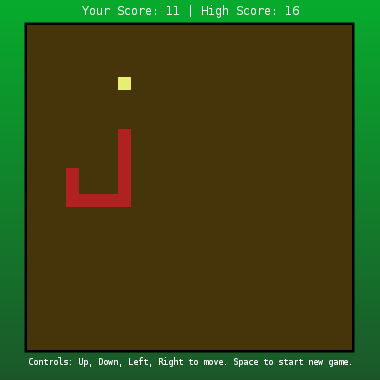 Your Score: 11 | High Score: 16
Controls: Up, Down, Left, Right to move. Space to start new game.